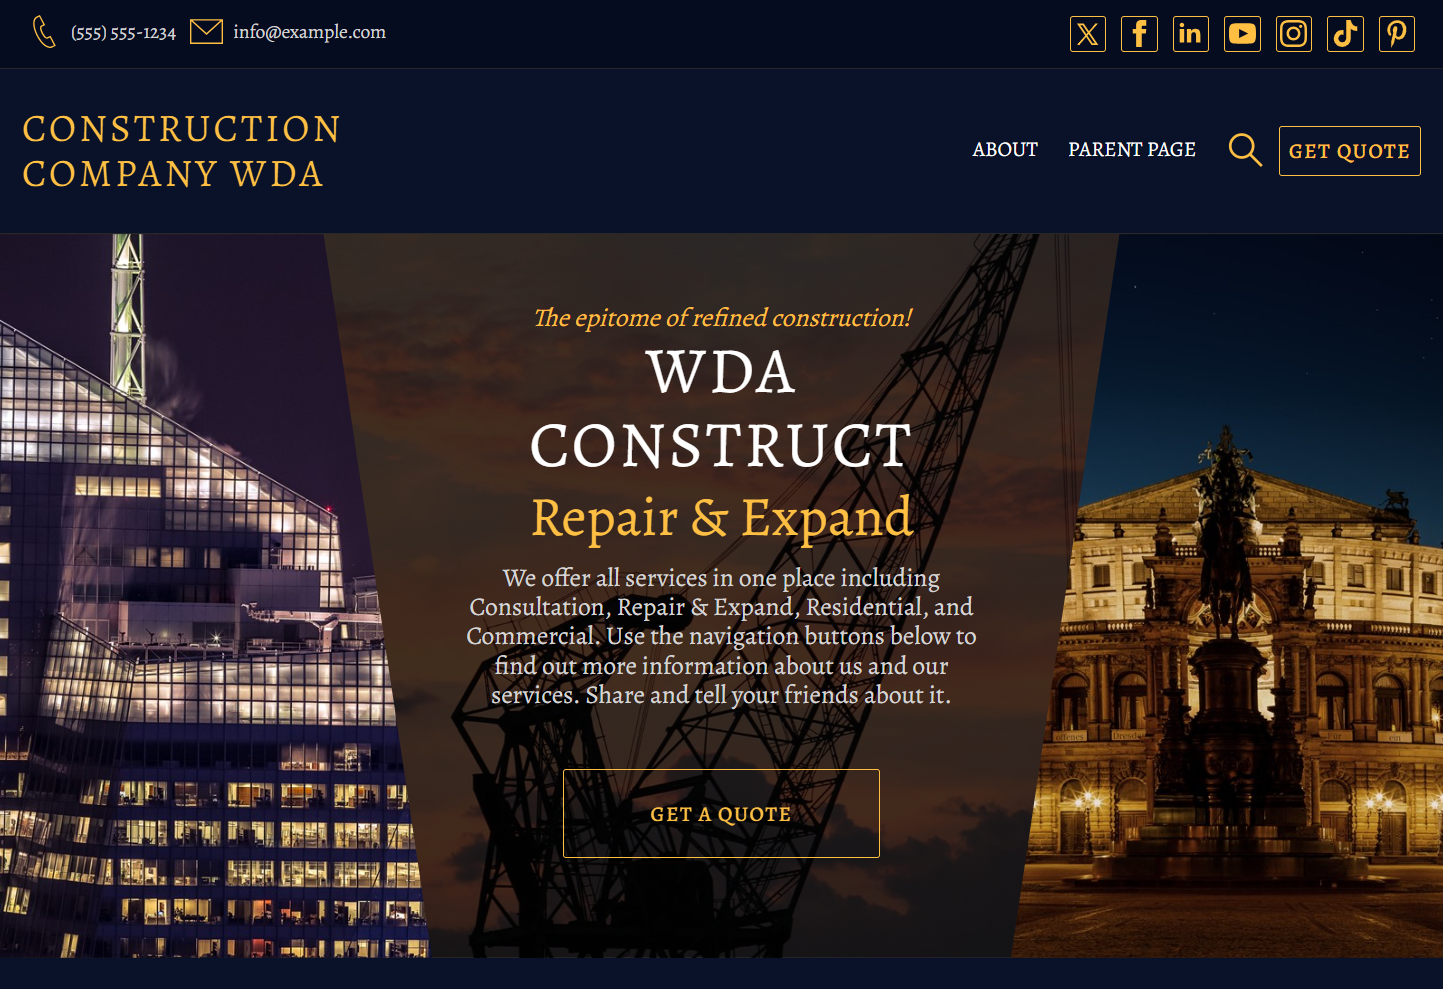 (555) 555-1234 info@example.com
CONSTRUCTION
COMPANY WDA
ABOUT PARENT PAGE GET QUOTE
The epitome of refined construction!
WDA
CONSTRUCT
Repair & Expand
We offer all services in one place including
Consultation, Repair & Expand, Residential, and
Commercial. Use the navigation buttons below to
find out more information about us and our
services. Share and tell your friends about it.
GET A QUOTE